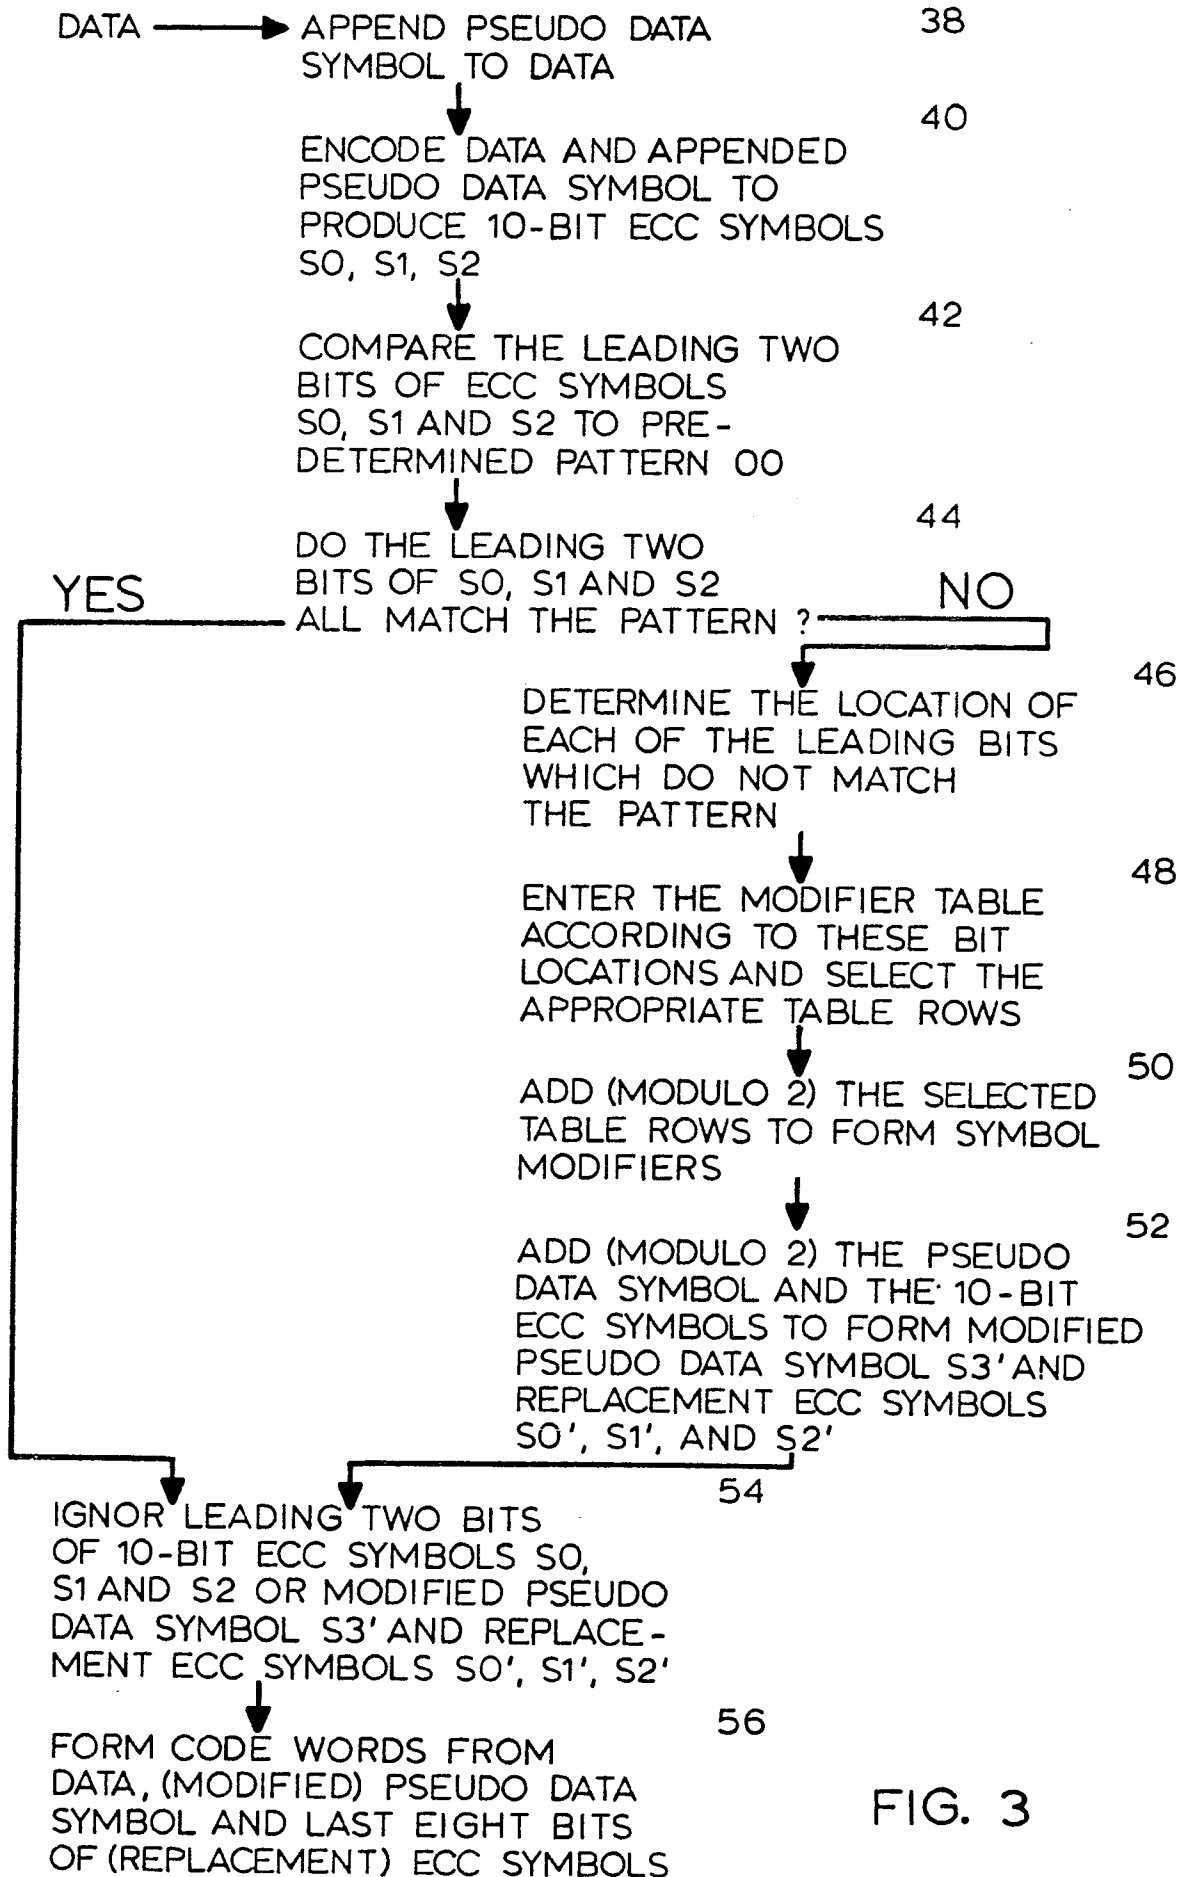 DATA → APPEND PSEUDO DATA
SYMBOL TO DATA
38
ENCODE DATA AND APPENDED
PSEUDO DATA SYMBOL TO
PRODUCE 10-BIT ECC SYMBOLS
S0, S1, S2
40
COMPARE THE LEADING TWO
BITS OF ECC SYMBOLS
S0, S1 AND S2 TO PRE-
DETERMINED PATTERN 00
42
DO THE LEADING TWO
BITS OF S0, S1 AND S2
ALL MATCH THE PATTERN ?
44
YES
NO
DETERMINE THE LOCATION OF
EACH OF THE LEADING BITS
WHICH DO NOT MATCH
THE PATTERN
46
ENTER THE MODIFIER TABLE
ACCORDING TO THESE BIT
LOCATIONS AND SELECT THE
APPROPRIATE TABLE ROWS
48
ADD (MODULO 2) THE SELECTED
TABLE ROWS TO FORM SYMBOL
MODIFIERS
50
ADD (MODULO 2) THE PSEUDO
DATA SYMBOL AND THE 10-BIT
ECC SYMBOLS TO FORM MODIFIED
PSEUDO DATA SYMBOL S3' AND
REPLACEMENT ECC SYMBOLS
S0', S1', AND S2'
52
IGNOR LEADING TWO BITS
OF 10-BIT ECC SYMBOLS S0,
S1 AND S2 OR MODIFIED PSEUDO
DATA SYMBOL S3' AND REPLACE-
MENT ECC SYMBOLS S0', S1', S2'
54
FORM CODE WORDS FROM
DATA, (MODIFIED) PSEUDO DATA
SYMBOL AND LAST EIGHT BITS
OF (REPLACEMENT) ECC SYMBOLS
56
FIG. 3